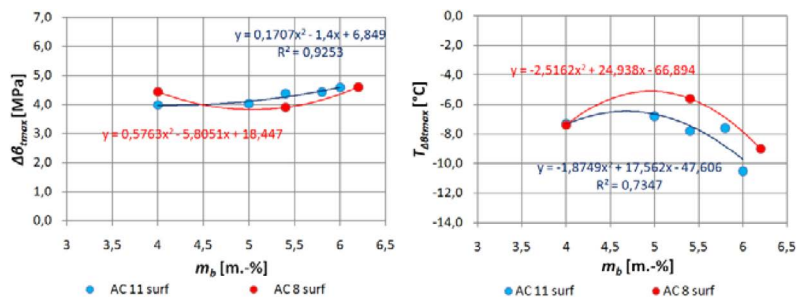 7,0
6,0
5,0
4,0
3,0
2,0
1,0
0,0
Δβtmax [MPa]
y = 0,1707x² - 1,4x + 6,849
R² = 0,9253
y = 0,5763x² - 5,8051x + 18,447
3 3,5 4 4,5 5 5,5 6 6,5
mb [m.-%]
AC 11 surf AC 8 surf
0,0
-2,0
-4,0
-6,0
-8,0
-10,0
-12,0
-14,0
TΔβtmax [°C]
y = -2,5162x² + 24,938x - 66,894
y = -1,8749x² + 17,562x - 47,606
R² = 0,7347
3 3,5 4 4,5 5 5,5 6 6,5
mb [m.-%]
AC 11 surf AC 8 surf